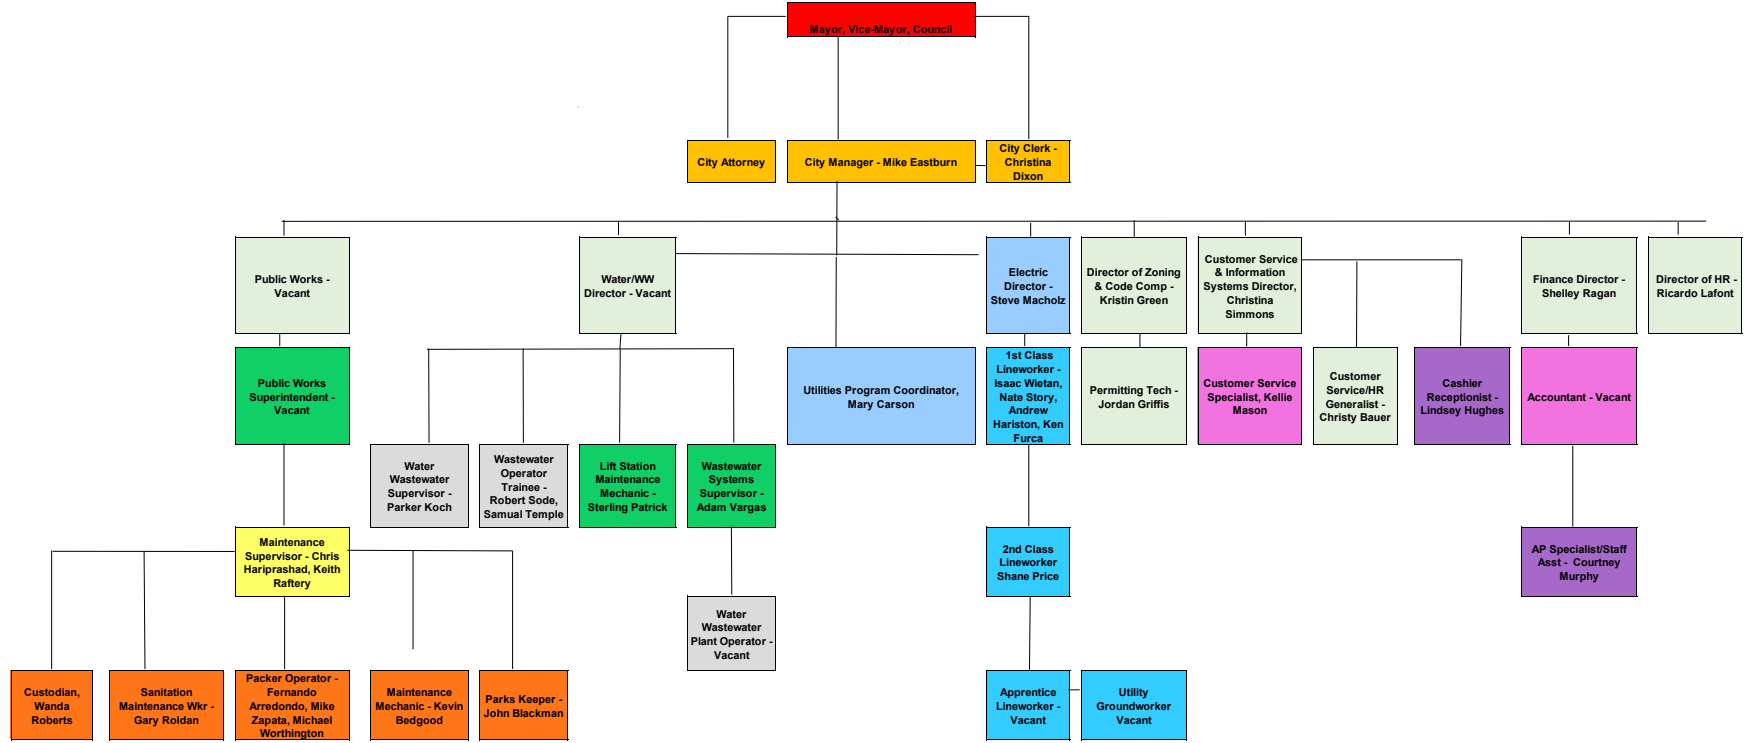 Mayor, Vice-Mayor, Council
City Attorney
City Manager - Mike Eastburn
City Clerk -
Christina
Dixon
Public Works -
Vacant
Water/WW
Director - Vacant
Electric
Director -
Steve Macholz
Director of Zoning
& Code Comp -
Kristin Green
Customer Service
& Information
Systems Director,
Christina
Simmons
Finance Director -
Shelley Ragan
Director of HR -
Ricardo Lafont
Public Works
Superintendent -
Vacant
Utilities Program Coordinator,
Mary Carson
1st Class
Lineworker -
Isaac Wietan,
Nate Story,
Andrew
Hariston, Ken
Furca
Permitting Tech -
Jordan Griffis
Customer Service
Specialist, Kellie
Mason
Customer
Service/HR
Generalist -
Christy Bauer
Cashier
Receptionist -
Lindsey Hughes
Accountant - Vacant
Water
Wastewater
Supervisor -
Parker Koch
Wastewater
Operator
Trainee -
Robert Sode,
Samual Temple
Lift Station
Maintenance
Mechanic -
Sterling Patrick
Wastewater
Systems
Supervisor -
Adam Vargas
Maintenance
Supervisor - Chris
Hariprashad, Keith
Raftery
2nd Class
Lineworker
Shane Price
AP Specialist/Staff
Asst - Courtney
Murphy
Water
Wastewater
Plant Operator -
Vacant
Custodian,
Wanda
Roberts
Sanitation
Maintenance Wkr -
Gary Roldan
Packer Operator -
Fernando
Arredondo, Mike
Zapata, Michael
Worthington
Maintenance
Mechanic - Kevin
Bedgood
Parks Keeper -
John Blackman
Apprentice
Lineworker -
Vacant
Utility
Groundworker
Vacant